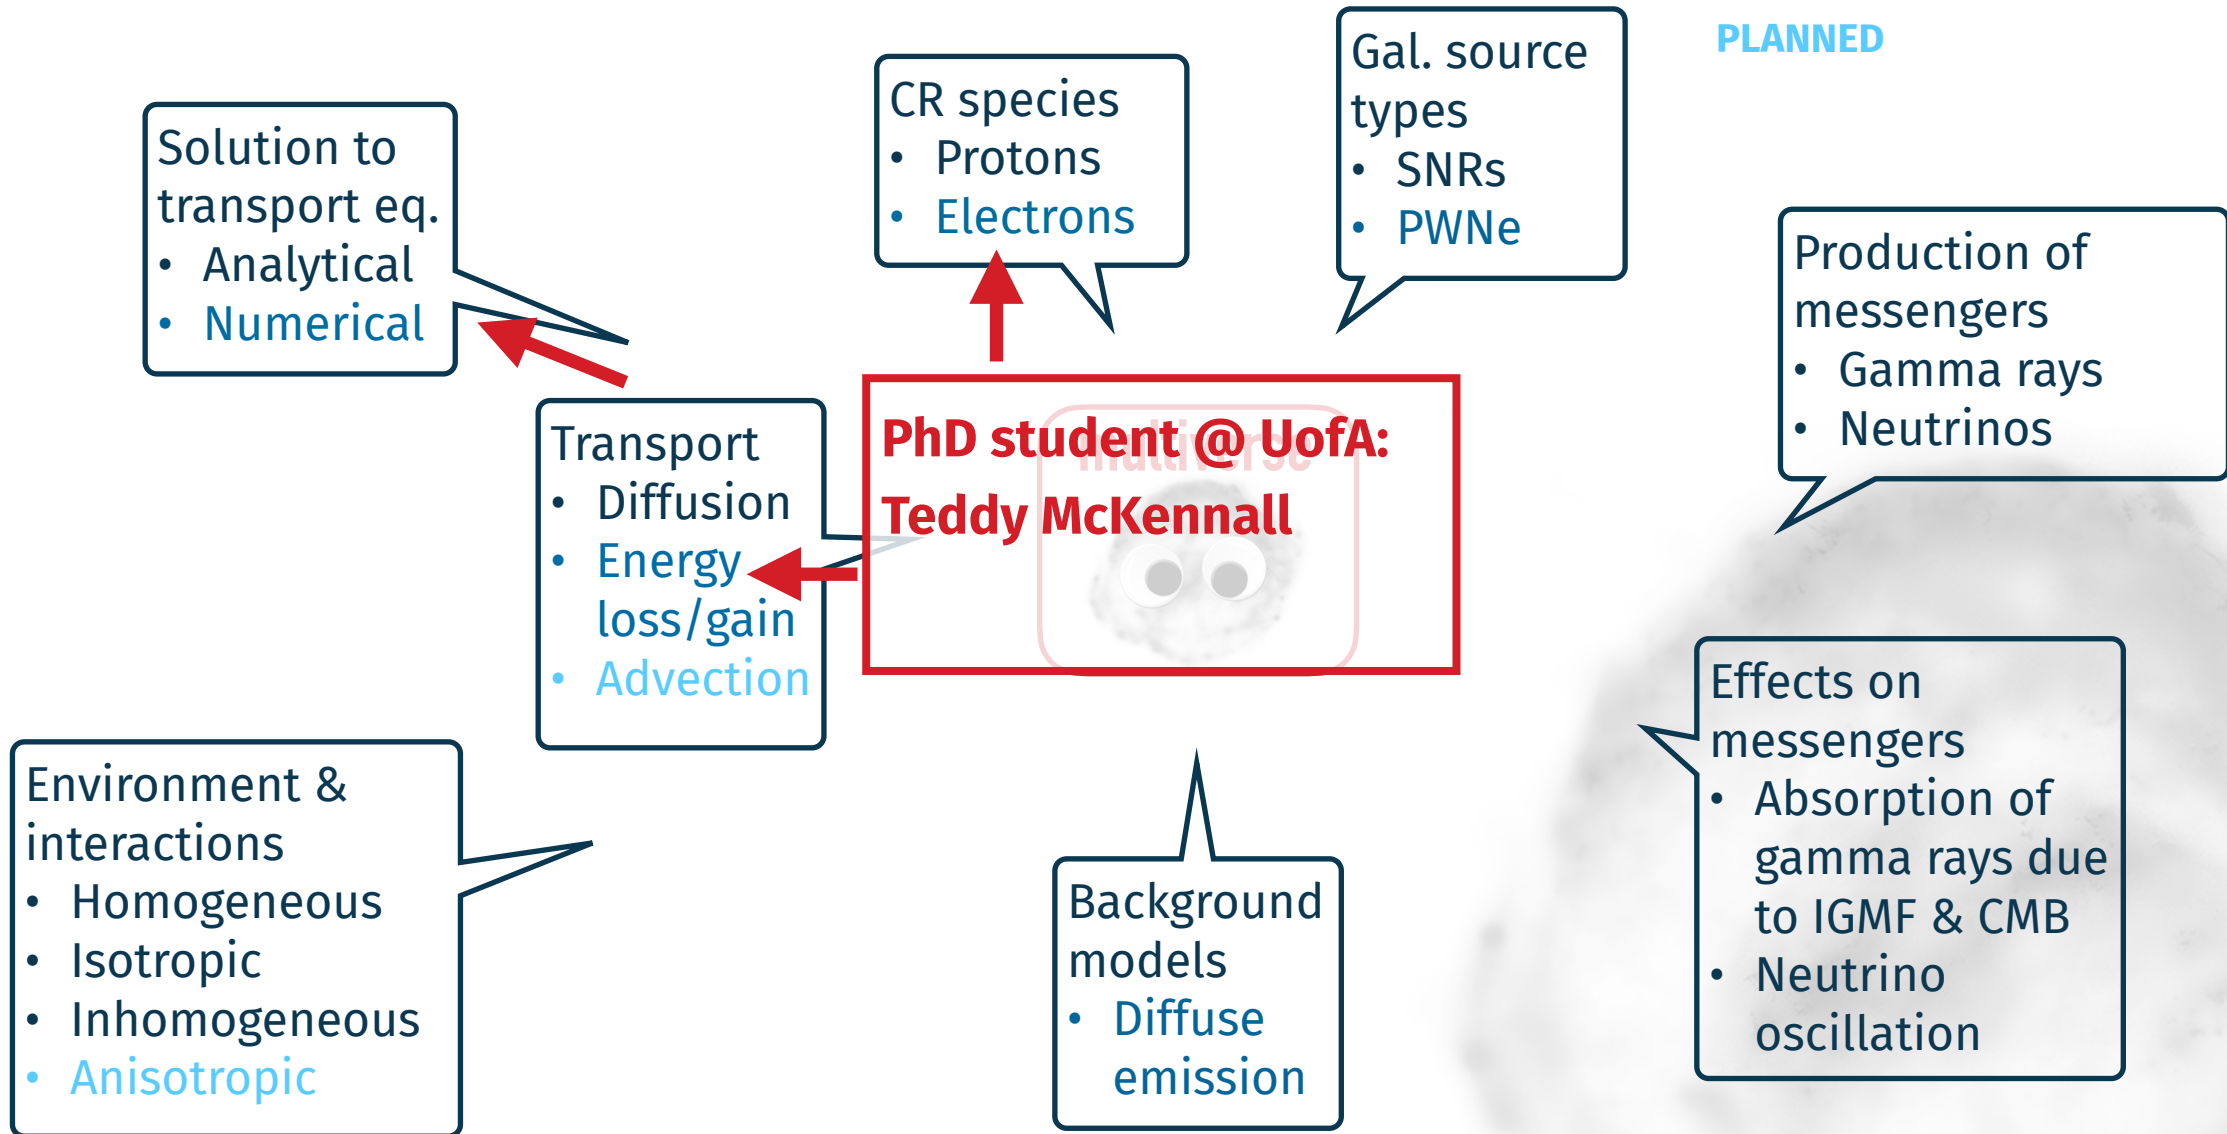 PLANNED
Gal. source
types
• SNRs
• PWNe
CR species
• Protons
• Electrons
Solution to
transport eq.
• Analytical
• Numerical
Production of
messengers
• Gamma rays
• Neutrinos
Transport
• Diffusion
• Energy
loss/gain
• Advection
PhD student @ UofA:
multiverse
Teddy McKennall
Effects on
messengers
• Absorption of
gamma rays due
to IGMF & CMB
• Neutrino
oscillation
Environment &
interactions
• Homogeneous
• Isotropic
• Inhomogeneous
• Anisotropic
Background
models
• Diffuse
emission